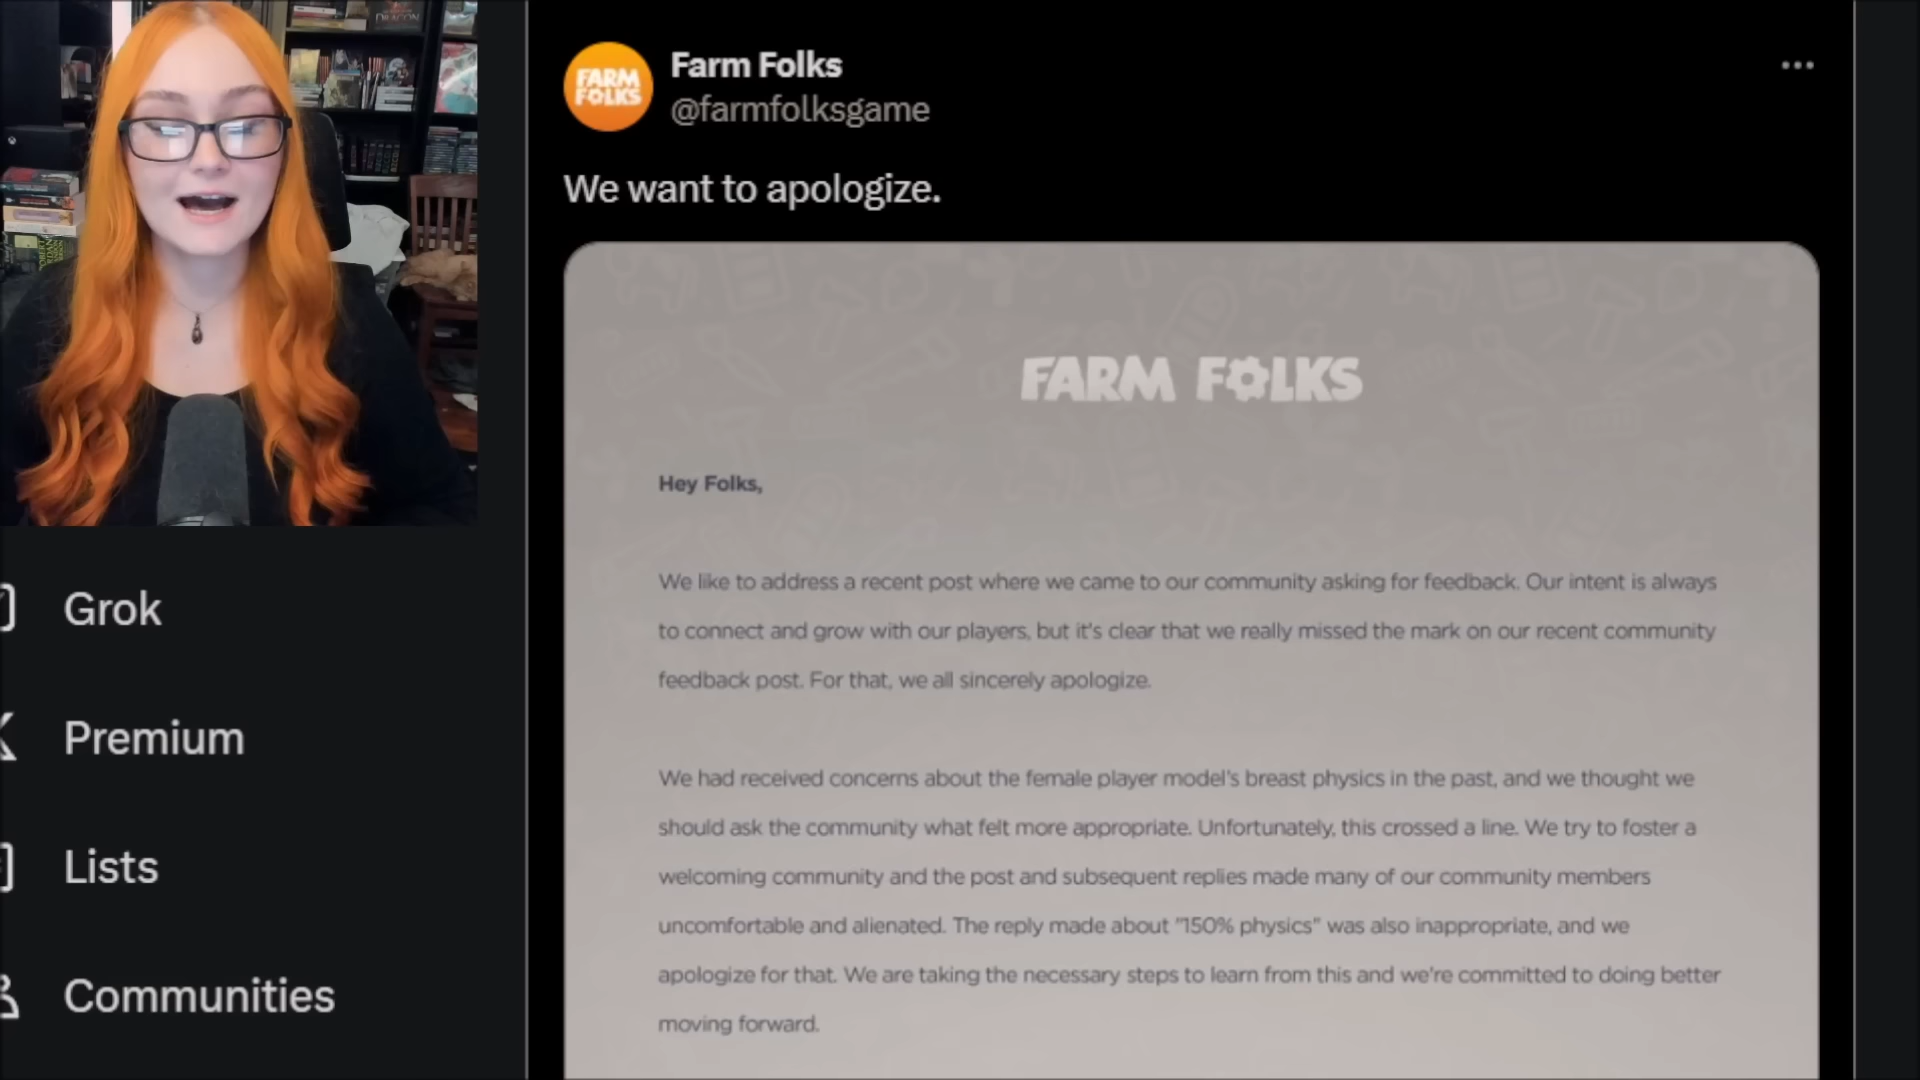 FARM
FOLKS
Farm Folks
@farmfolksgame
We want to apologize.
FARM FOLKS
Hey Folks,
We like to address a recent post where we came to our community asking for feedback. Our intent is always
to connect and grow with our players, but it's clear that we really missed the mark on our recent community
feedback post. For that, we all sincerely apologize.
We had received concerns about the female player model's breast physics in the past, and we thought we
should ask the community what felt more appropriate. Unfortunately, this crossed a line. We try to foster a
welcoming community and the post and subsequent replies made many of our community members
uncomfortable and alienated. The reply made about "150% physics" was also inappropriate, and we
apologize for that. We are taking the necessary steps to learn from this and we're committed to doing better
moving forward.
Grok
Premium
Lists
Communities
DRAGON